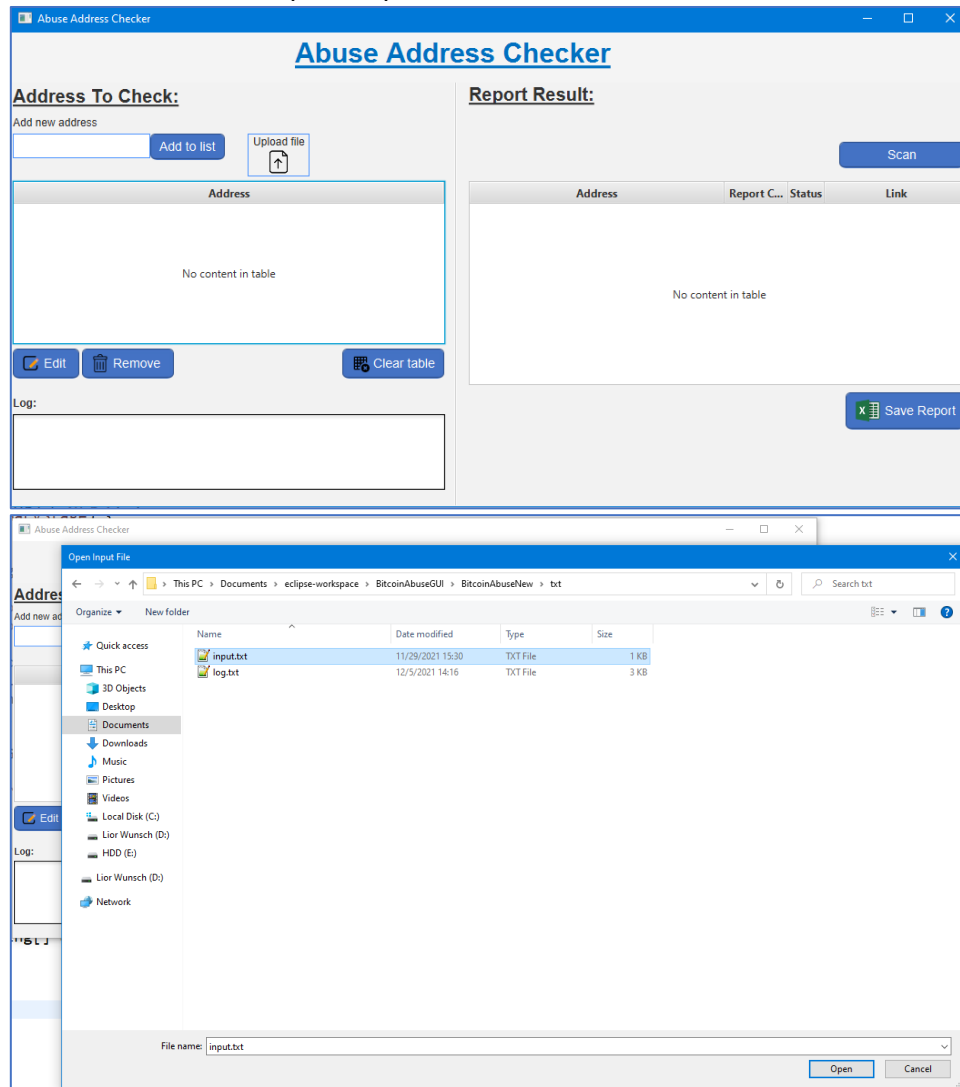 Abuse Address Checker
Abuse Address Checker
Address To Check:
Add new address
Add to list
Upload file
Address
No content in table
Edit
Remove
Clear table
Log:
Report Result:
Scan
Address Report C... Status Link
No content in table
Save Report
Abuse Address Checker
Addres
Add new ad
Edit
Log:
Open Input File
This PC > Documents > eclipse-workspace > BitcoinAbuseGUI > BitcoinAbuseNew > txt
Search txt
Organize
New folder
Quick access
This PC
3D Objects
Desktop
Documents
Downloads
Music
Pictures
Videos
Local Disk (C:)
Lior Wunsch (D:)
HDD (E:)
Lior Wunsch (D:)
Network
Name Date modified Type Size
input.txt 11/29/2021 15:30 TXT File 1 KB
log.txt 12/5/2021 14:16 TXT File 3 KB
File name: input.txt
Open
Cancel